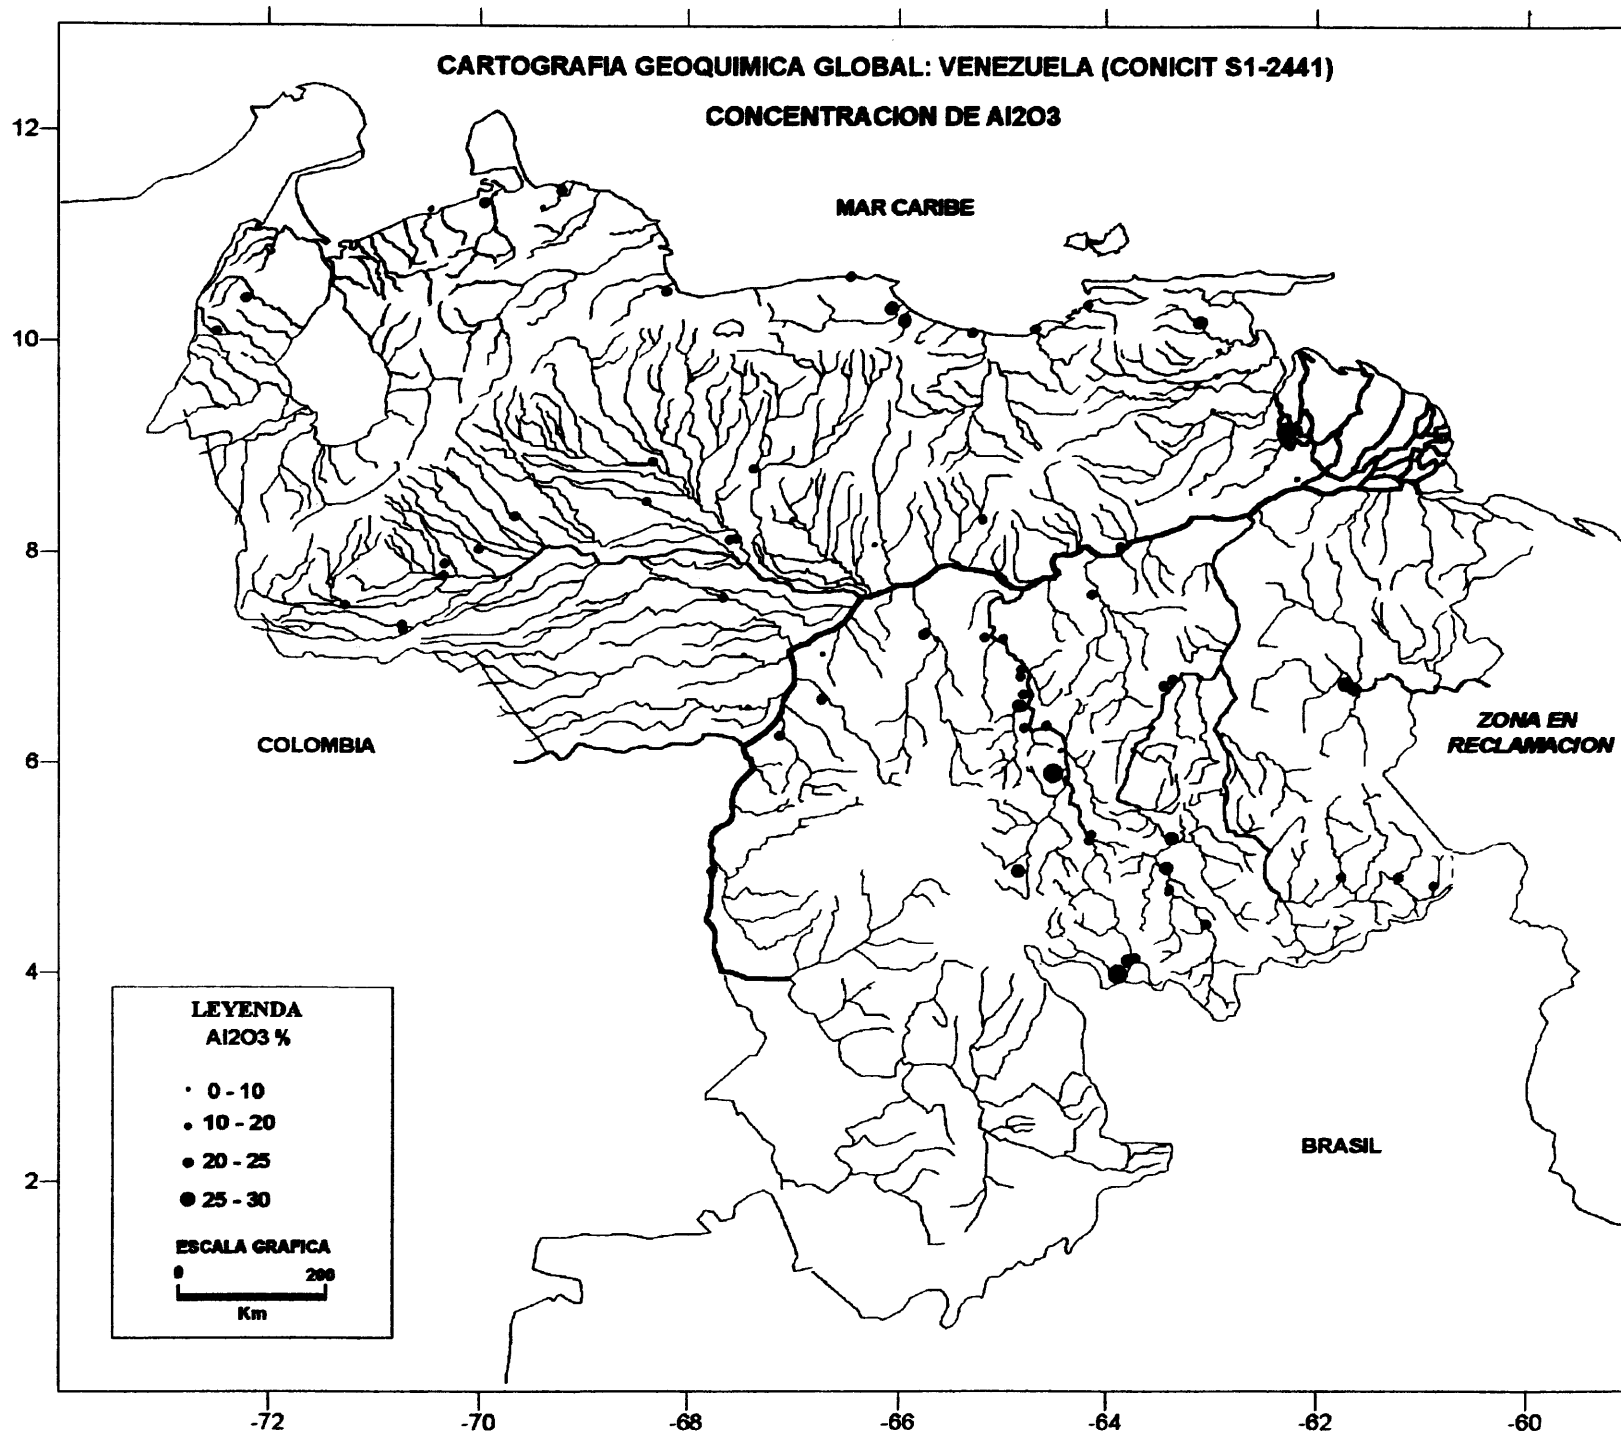 CARTOGRAFIA GEOQUIMICA GLOBAL: VENEZUELA (CONICIT S1-2441)
CONCENTRACION DE Al2O3
12
MAR CARIBE
10
8
COLOMBIA
ZONA EN
RECLAMACION
6
4
LEYENDA
Al2O3 %
0 - 10
10 - 20
20 - 25
25 - 30
ESCALA GRAFICA
0 200
Km
BRASIL
2
-72 -70 -68 -66 -64 -62 -60